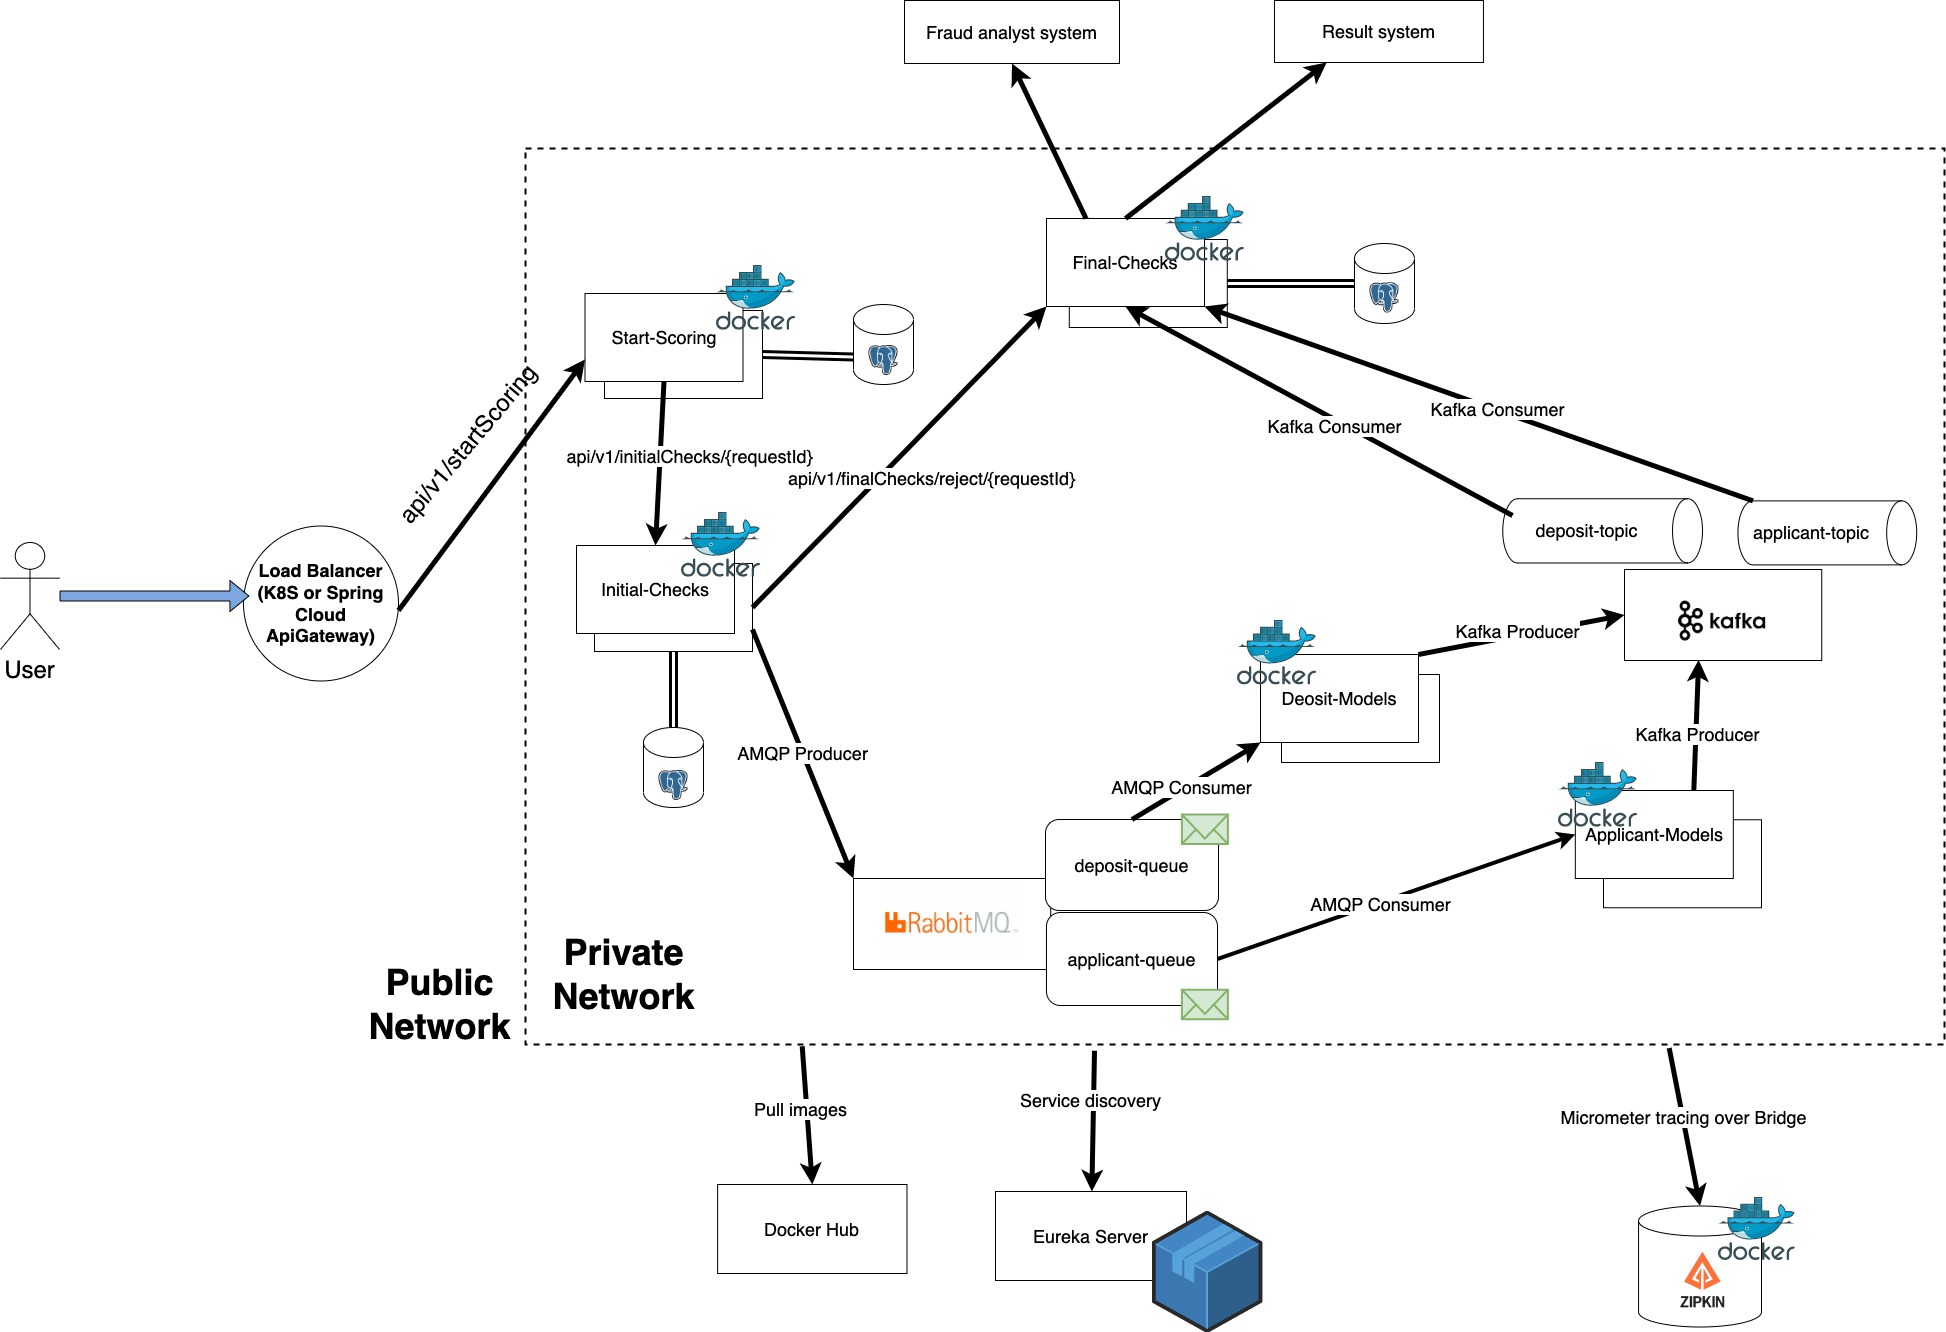 Fraud analyst system
Result system
docker
Final-Checks
docker
Start-Scoring
api/v1/startScoring
Kafka Consumer
Kafka Consumer
api/v1/initialChecks/{requestId}
api/v1/finalChecks/reject/{requestId}
deposit-topic
applicant-topic
docker
Initial-Checks
Load Balancer
(K8S or Spring
Cloud
ApiGateway)
User
kafka
Kafka Producer
docker
Deosit-Models
Kafka Producer
AMQP Producer
AMQP Consumer
docker
Applicant-Models
deposit-queue
AMQP Consumer
RabbitMQ
applicant-queue
Private
Network
Public
Network
Pull images
Service discovery
Micrometer tracing over Bridge
Docker Hub
Eureka Server
docker
ZIPKIN